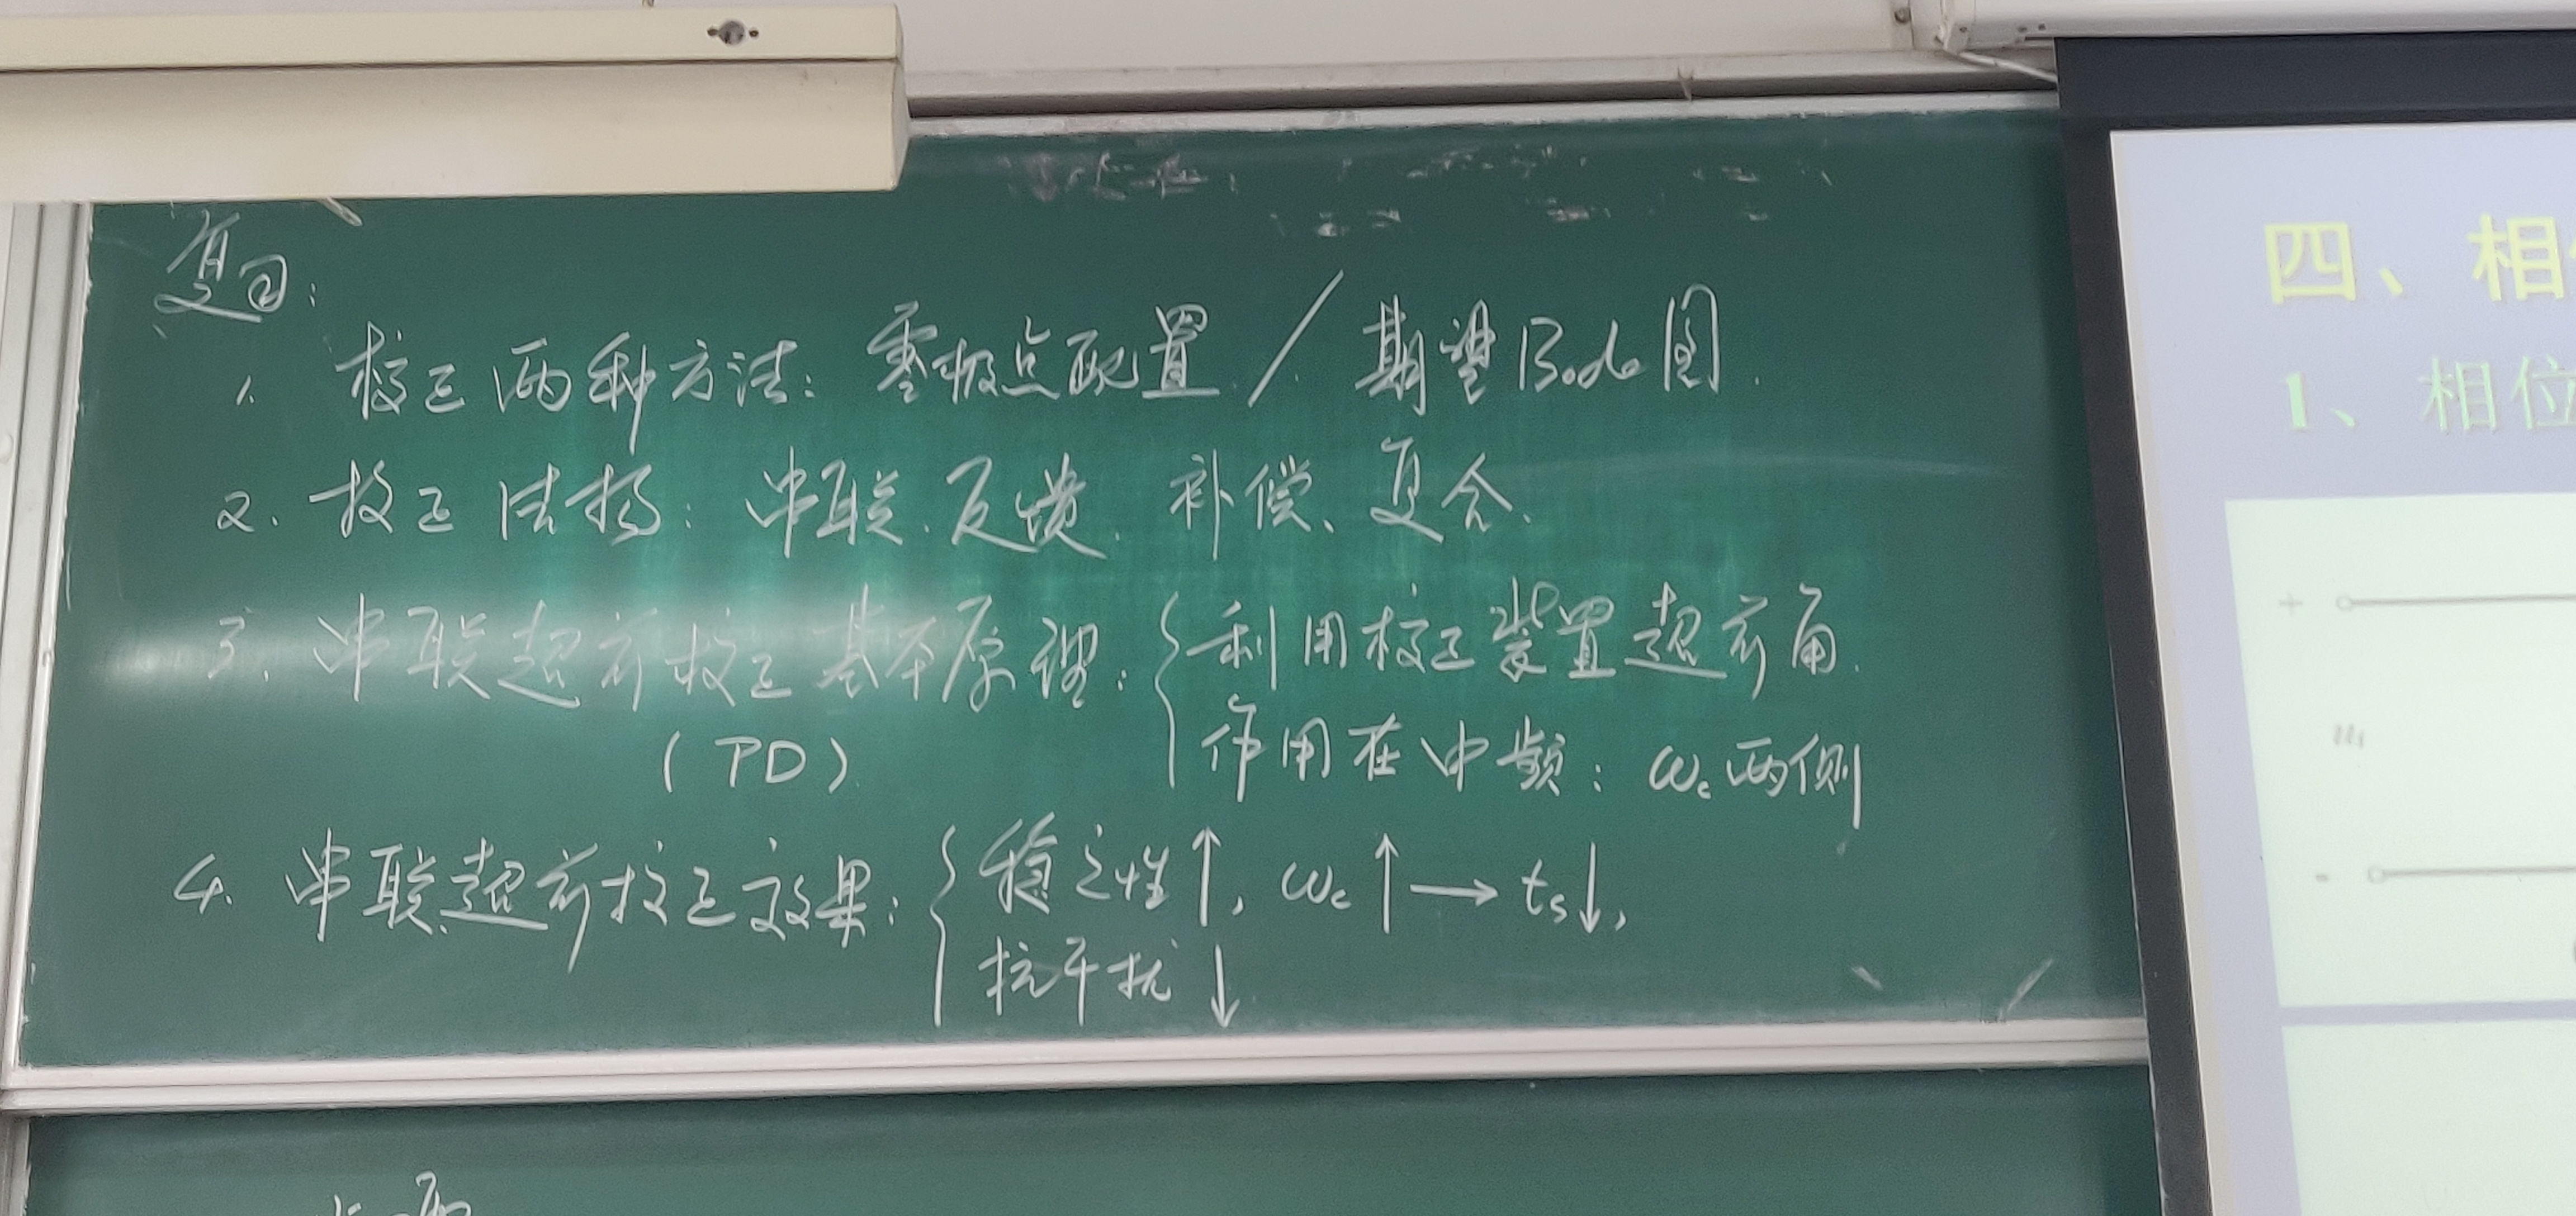 复习:
1. 校正两种方法: 零极点配置 / 期望Bode图.
2. 校正结构: 串联、反馈、补偿、复合.
3. 串联超前校正基本原理: { 利用校正装置超前角.
(PD)
作用在中频: ωc两侧
4. 串联超前校正效果: { 稳定性↑, ωc↑→ts↓,
抗干扰↓
四、相
1、相位
+
-